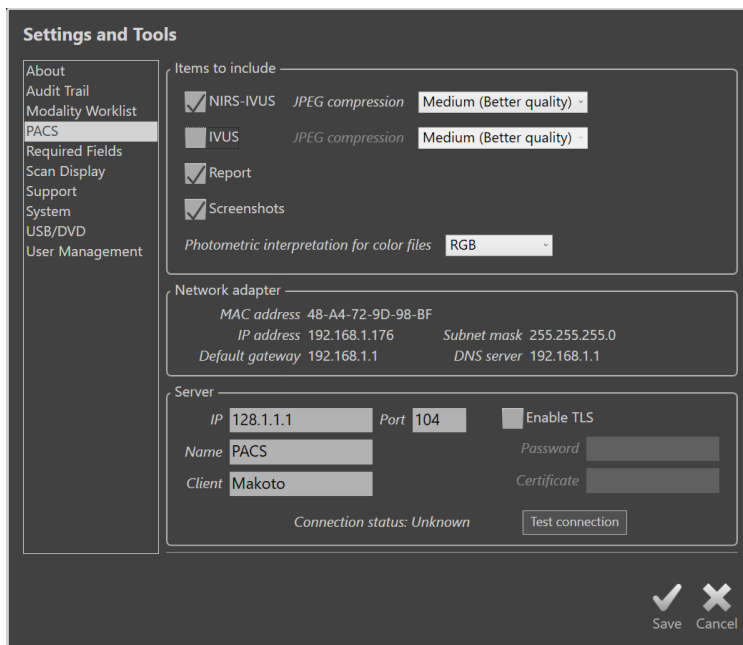 Settings and Tools
About
Audit Trail
Modality Worklist
PACS
Required Fields
Scan Display
Support
System
USB/DVD
User Management
Items to include
NIRS-IVUS JPEG compression Medium (Better quality)
IVUS JPEG compression Medium (Better quality)
Report
Screenshots
Photometric interpretation for color files RGB
Network adapter
MAC address 48-A4-72-9D-98-BF
IP address 192.168.1.176 Subnet mask 255.255.255.0
Default gateway 192.168.1.1 DNS server 192.168.1.1
Server
IP 128.1.1.1 Port 104 Enable TLS
Name PACS Password
Client Makoto Certificate
Connection status: Unknown Test connection
Save Cancel